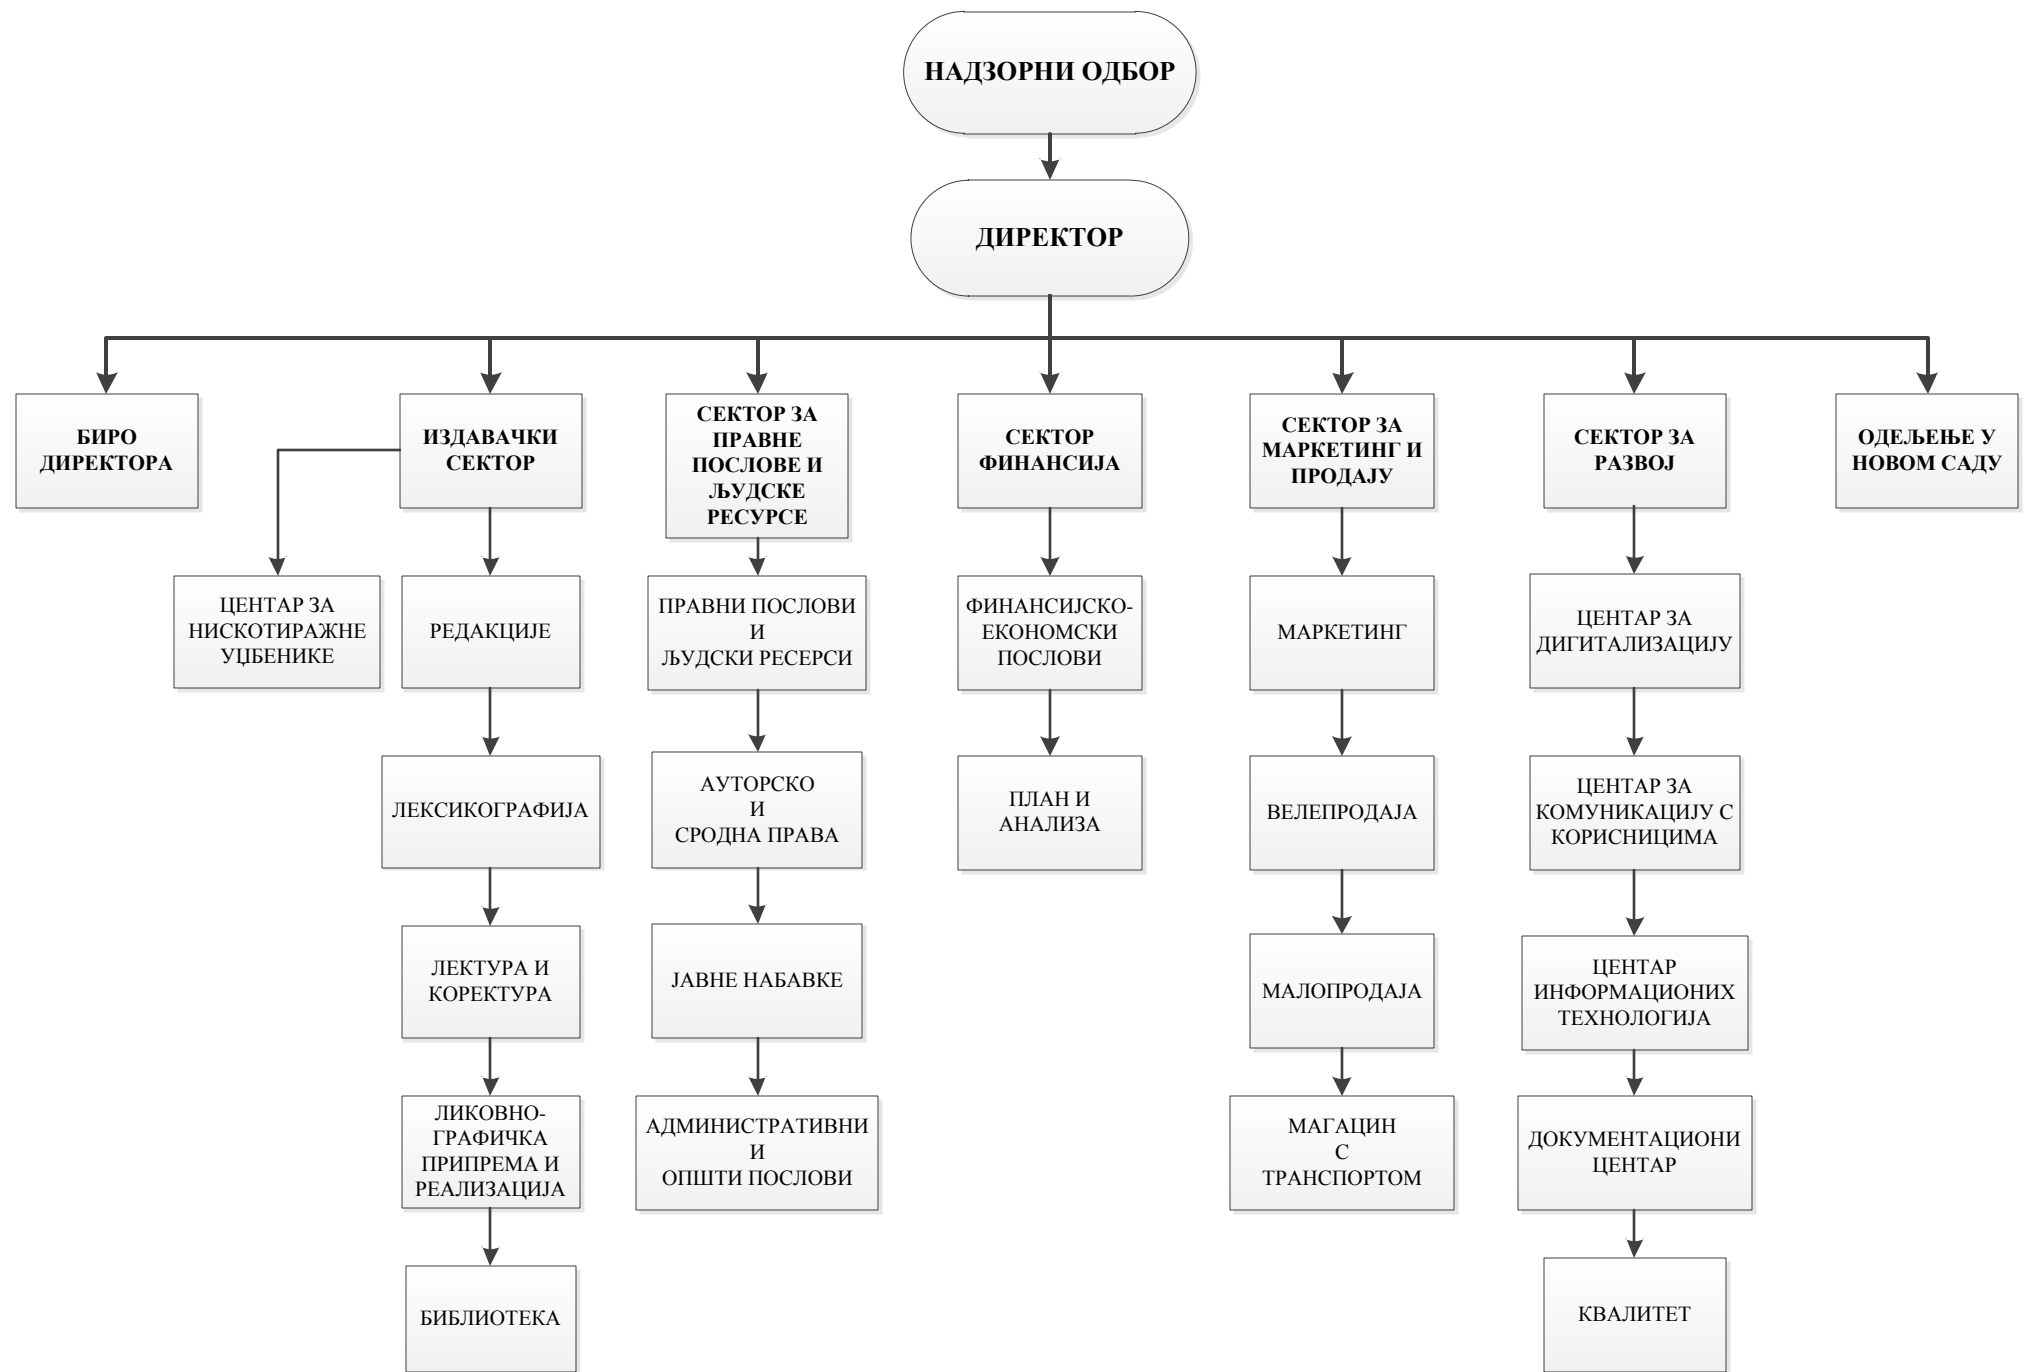 НАДЗОРНИ ОДБОР
ДИРЕКТОР
БИРО
ДИРЕКТОРА
ИЗДАВАЧКИ
СЕКТОР
СЕКТОР ЗА
ПРАВНЕ
ПОСЛОВЕ И
ЉУДСКЕ
РЕСУРСЕ
СЕКТОР
ФИНАНСИЈА
СЕКТОР ЗА
МАРКЕТИНГ И
ПРОДАЈУ
СЕКТОР ЗА
РАЗВОЈ
ОДЕЉЕЊЕ У
НОВОМ САДУ
ЦЕНТАР ЗА
НИСКОТИРАЖНЕ
УЏБЕНИКЕ
РЕДАКЦИЈЕ
ПРАВНИ ПОСЛОВИ
И
ЉУДСКИ РЕСЕРСИ
ФИНАНСИЈСКО-
ЕКОНОМСКИ
ПОСЛОВИ
МАРКЕТИНГ
ЦЕНТАР ЗА
ДИГИТАЛИЗАЦИЈУ
ЛЕКСИКОГРАФИЈА
АУТОРСКО
И
СРОДНА ПРАВА
ПЛАН И
АНАЛИЗА
ВЕЛЕПРОДАЈА
ЦЕНТАР ЗА
КОМУНИКАЦИЈУ С
КОРИСНИЦИМА
ЛЕКТУРА И
КОРЕКТУРА
ЈАВНЕ НАБАВКЕ
МАЛОПРОДАЈА
ЦЕНТАР
ИНФОРМАЦИОНИХ
ТЕХНОЛОГИЈА
ЛИКОВНО-
ГРАФИЧКА
ПРИПРЕМА И
РЕАЛИЗАЦИЈА
АДМИНИСТРАТИВНИ
И
ОПШТИ ПОСЛОВИ
МАГАЦИН
С
ТРАНСПОРТОМ
ДОКУМЕНТАЦИОНИ
ЦЕНТАР
БИБЛИОТЕКА
КВАЛИТЕТ